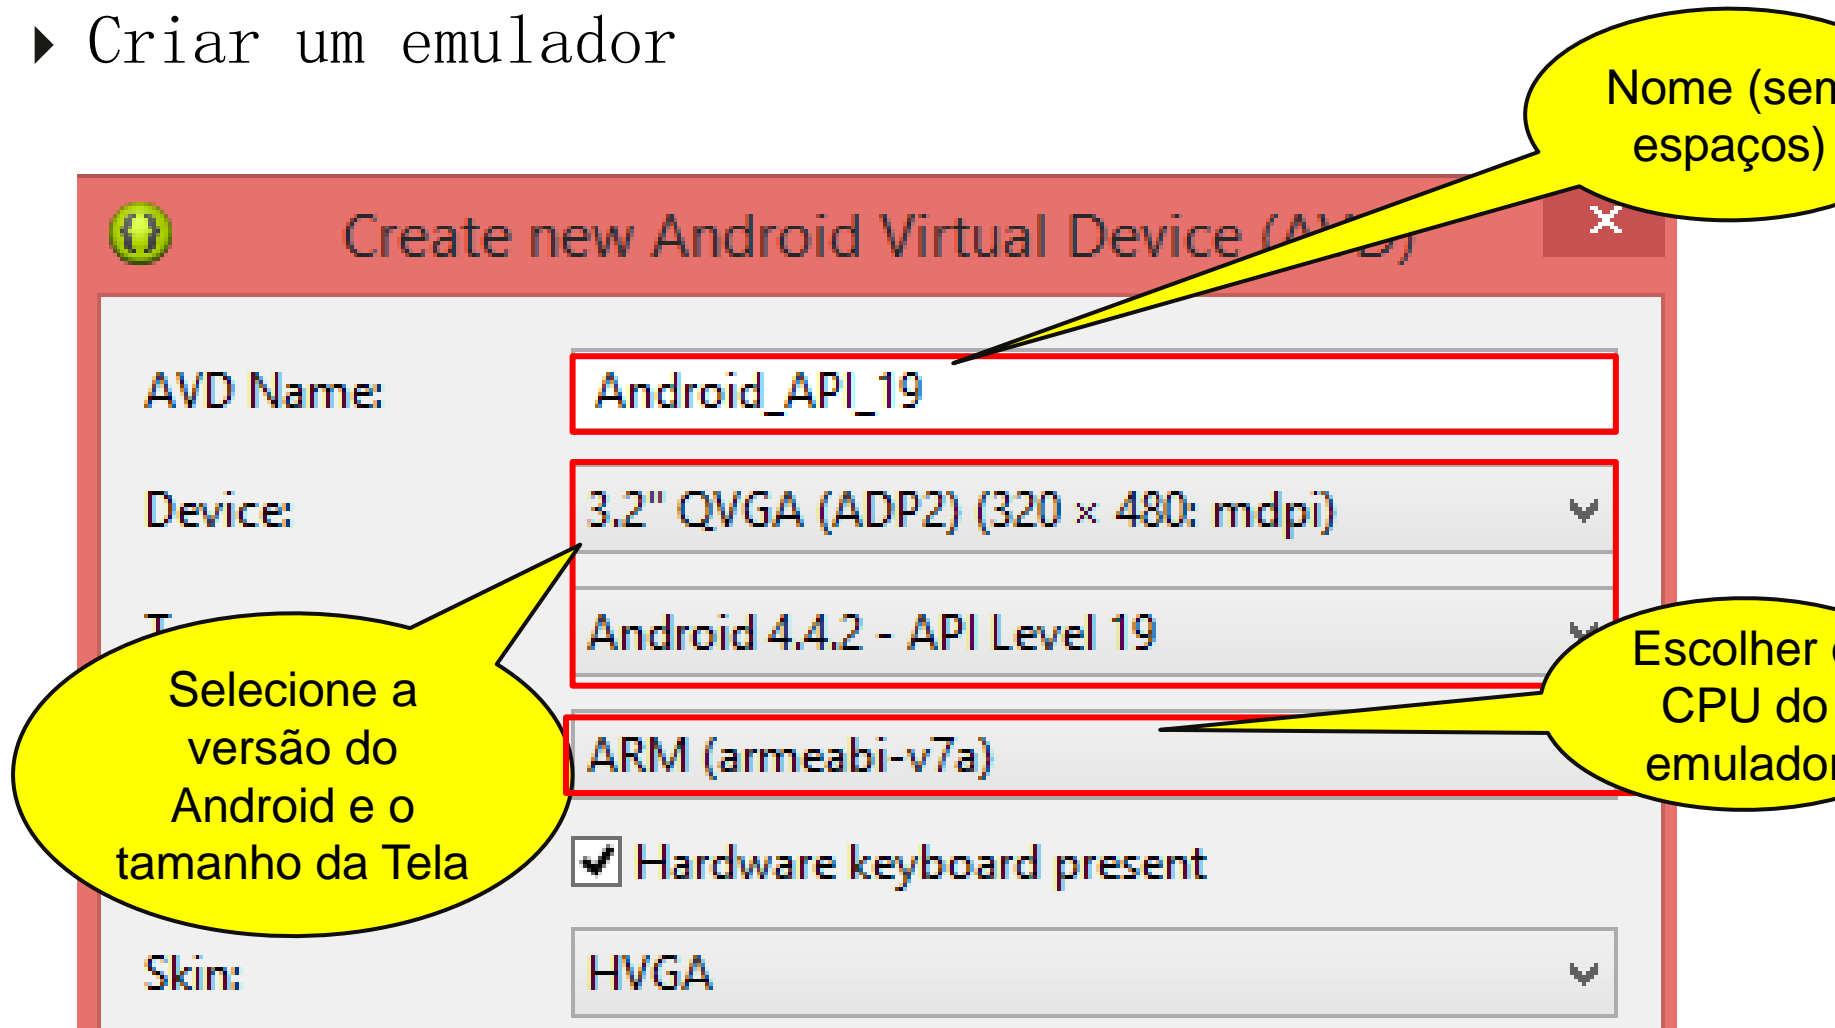 Criar um emulador
Nome (sem
espaços)
Create new Android Virtual Device (AVD)
AVD Name:
Android_API_19
Device:
3.2" QVGA (ADP2) (320 × 480: mdpi)
Android 4.4.2 - API Level 19
Selecione a
versão do
Android e o
tamanho da Tela
Escolher
CPU do
emulador
ARM (armeabi-v7a)
Hardware keyboard present
Skin:
HVGA